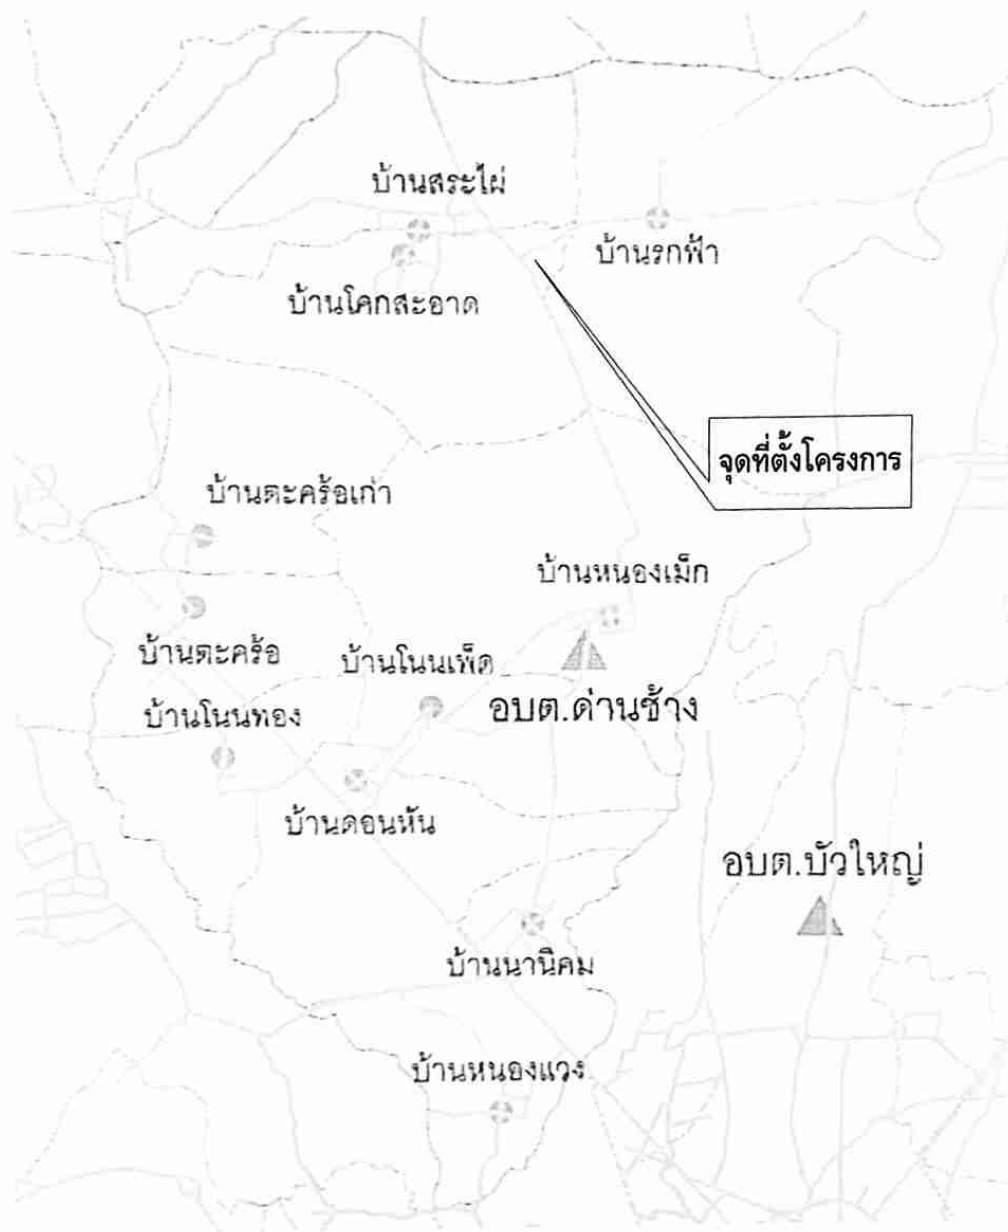 บ้านสระไผ่
บ้านรกฟ้า
บ้านโคกสะอาด
จุดที่ตั้งโครงการ
บ้านตะคร้อเก่า
บ้านหนองเม็ก
บ้านตะคร้อ
บ้านโนนเพ็ด
บ้านโนนทอง
อบต.ด่านช้าง
บ้านดอนหัน
อบต.บัวใหญ่
บ้านนานิคม
บ้านหนองแวง